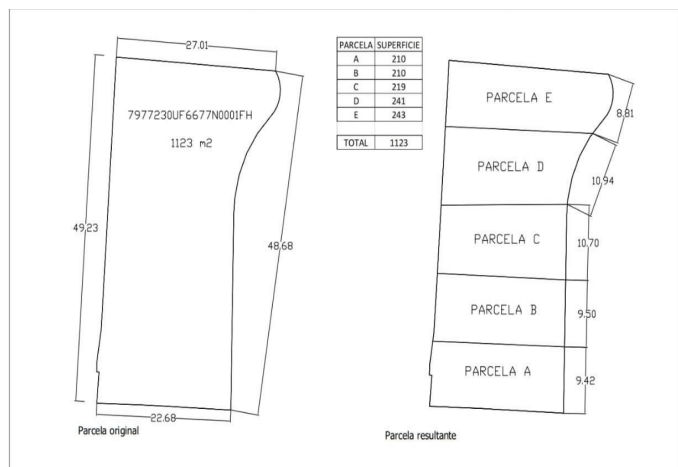 27.01
7977230UF6677N0001FH
1123 m2
49,23
48,68
22.68
Parcela original
PARCELA SUPERFICIE
A 210
B 210
C 219
D 241
E 243
TOTAL 1123
PARCELA E
8,81
PARCELA D
10,94
PARCELA C
10,70
PARCELA B
9,50
PARCELA A
9,42
Parcela resultante